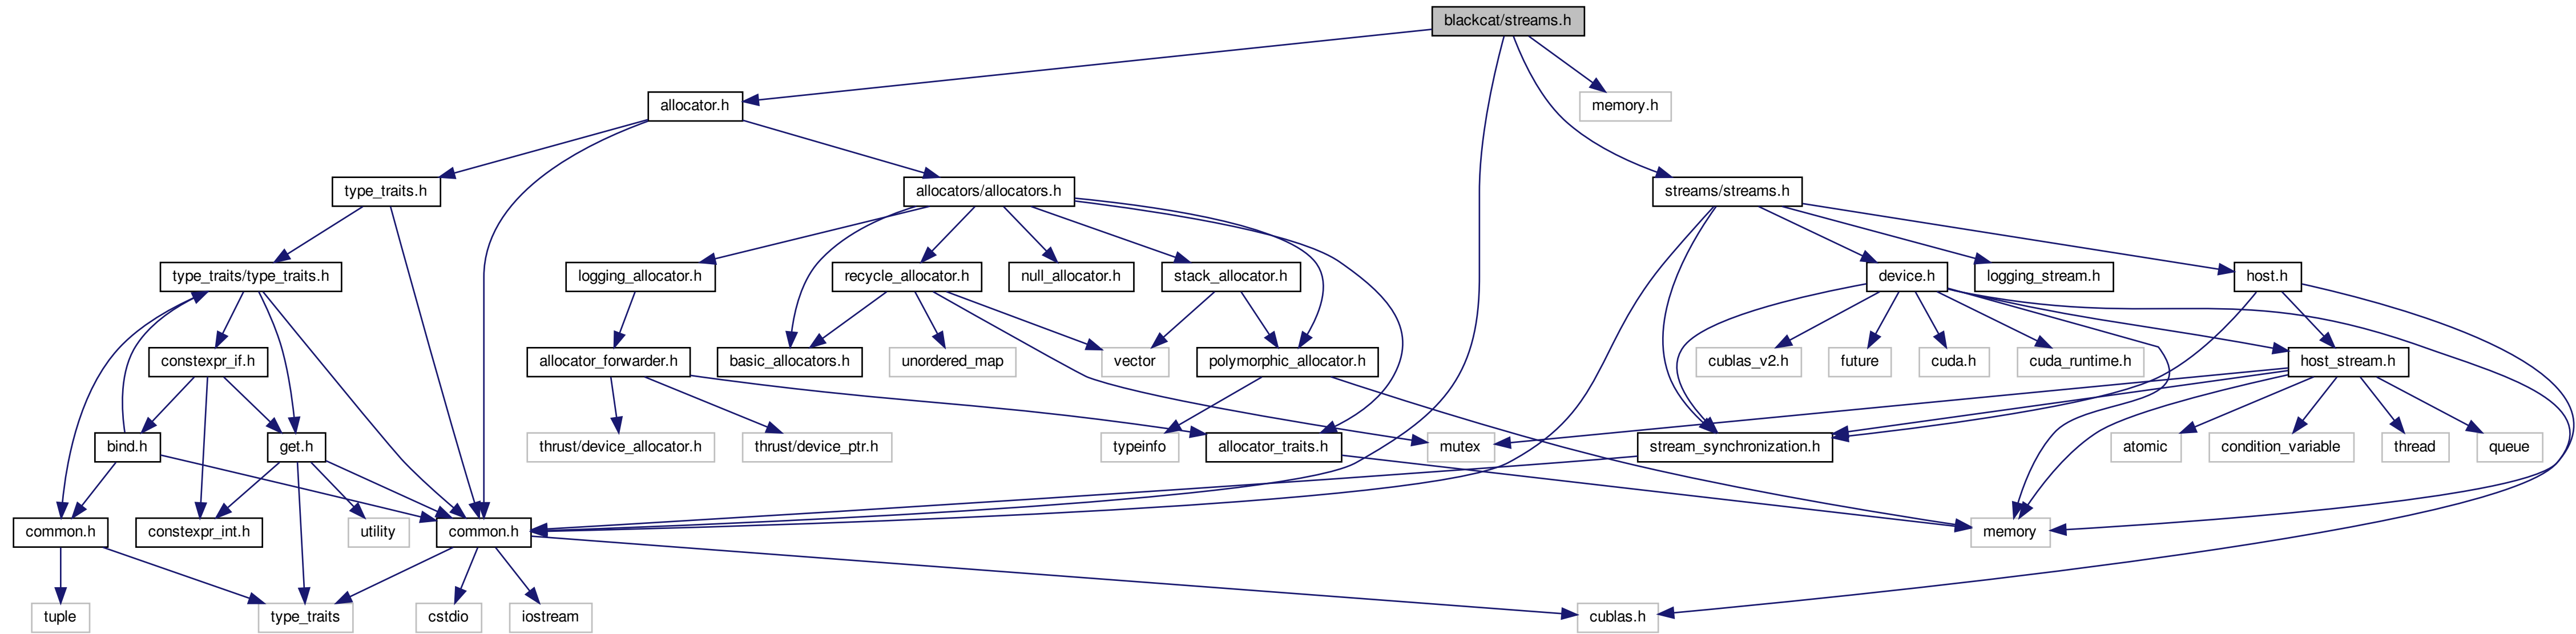 blackcat/streams.h
allocator.h
memory.h
type_traits.h
allocators/allocators.h
streams/streams.h
type_traits/type_traits.h
logging_allocator.h
recycle_allocator.h
null_allocator.h
stack_allocator.h
device.h
logging_stream.h
host.h
constexpr_if.h
allocator_forwarder.h
basic_allocators.h
unordered_map
vector
polymorphic_allocator.h
cublas_v2.h
future
cuda.h
cuda_runtime.h
host_stream.h
bind.h
get.h
thrust/device_allocator.h
thrust/device_ptr.h
typeinfo
allocator_traits.h
mutex
stream_synchronization.h
atomic
condition_variable
thread
queue
common.h
constexpr_int.h
utility
common.h
memory
tuple
type_traits
cstdio
iostream
cublas.h